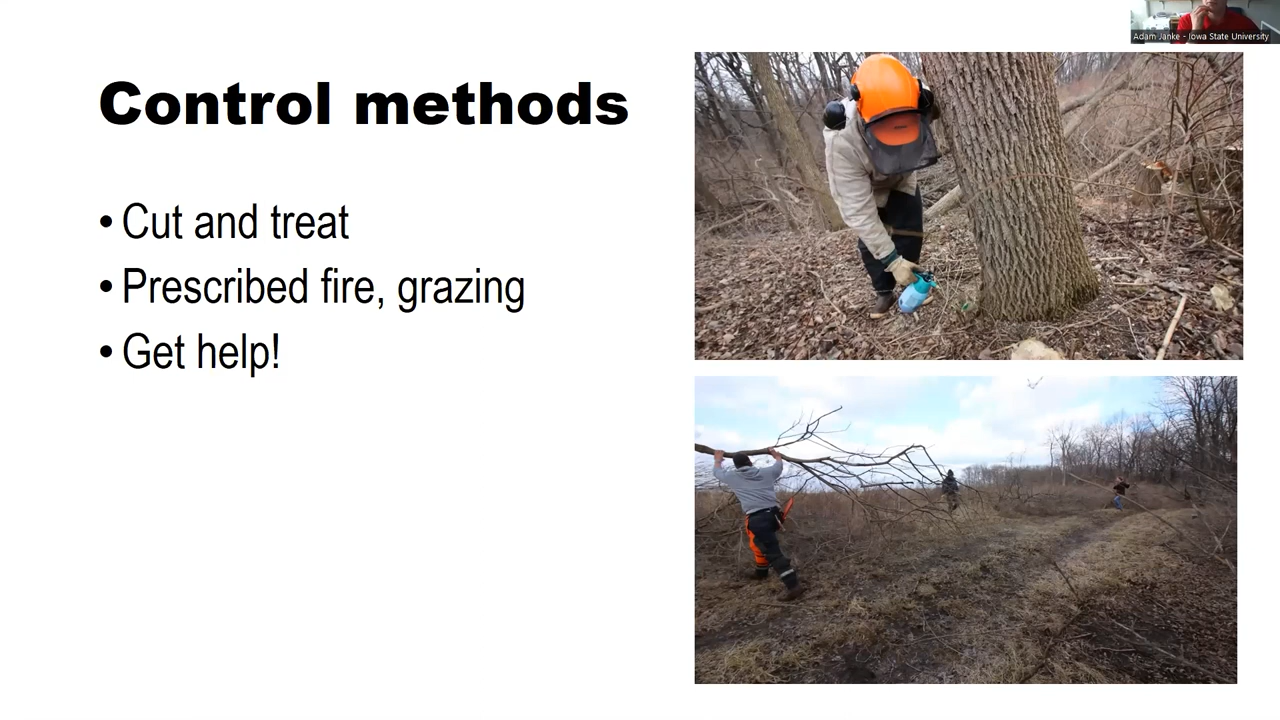 Adam Janke - Iowa State University
Control methods
• Cut and treat
• Prescribed fire, grazing
• Get help!